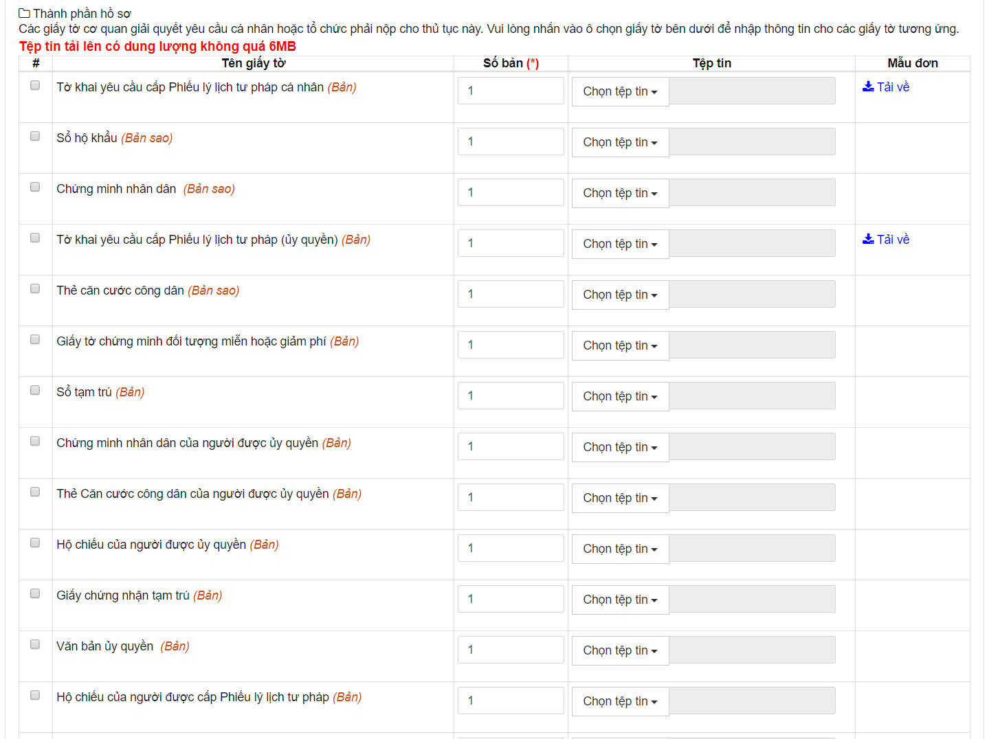 Thành phần hồ sơ
Các giấy tờ cơ quan giải quyết yêu cầu cá nhân hoặc tổ chức phải nộp cho thủ tục này. Vui lòng nhấn vào ô chọn giấy tờ bên dưới để nhập thông tin cho các giấy tờ tương ứng.
Tệp tin tải lên có dung lượng không quá 6MB
# Tên giấy tờ Số bản (*) Tệp tin Mẫu đơn
Tờ khai yêu cầu cấp Phiếu lý lịch tư pháp cá nhân (Bản) 1 Chọn tệp tin Tải về
Sổ hộ khẩu (Bản sao) 1 Chọn tệp tin
Chứng minh nhân dân (Bản sao) 1 Chọn tệp tin
Tờ khai yêu cầu cấp Phiếu lý lịch tư pháp (ủy quyền) (Bản) 1 Chọn tệp tin Tải về
Thẻ căn cước công dân (Bản sao) 1 Chọn tệp tin
Giấy tờ chứng minh đối tượng miễn hoặc giảm phí (Bản) 1 Chọn tệp tin
Sổ tạm trú (Bản) 1 Chọn tệp tin
Chứng minh nhân dân của người được ủy quyền (Bản) 1 Chọn tệp tin
Thẻ Căn cước công dân của người được ủy quyền (Bản) 1 Chọn tệp tin
Hộ chiếu của người được ủy quyền (Bản) 1 Chọn tệp tin
Giấy chứng nhận tạm trú (Bản) 1 Chọn tệp tin
Văn bản ủy quyền (Bản) 1 Chọn tệp tin
Hộ chiếu của người được cấp Phiếu lý lịch tư pháp (Bản) 1 Chọn tệp tin